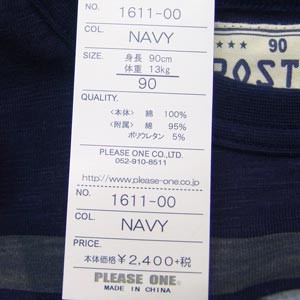 NO. 1611-00
COL. NAVY
SIZE. 身長 90cm
体重 13kg
90
QUALITY.
<本体> 綿 100%
<附属> 綿 95%
ポリウレタン 5%
PLEASE ONE CO.,LTD.
052-910-8511
http://www.please-one.co.jp
NO. 1611-00
COL. NAVY
PRICE.
本体価格 ¥2,400+税
PLEASE ONE.
MADE IN CHINA
90